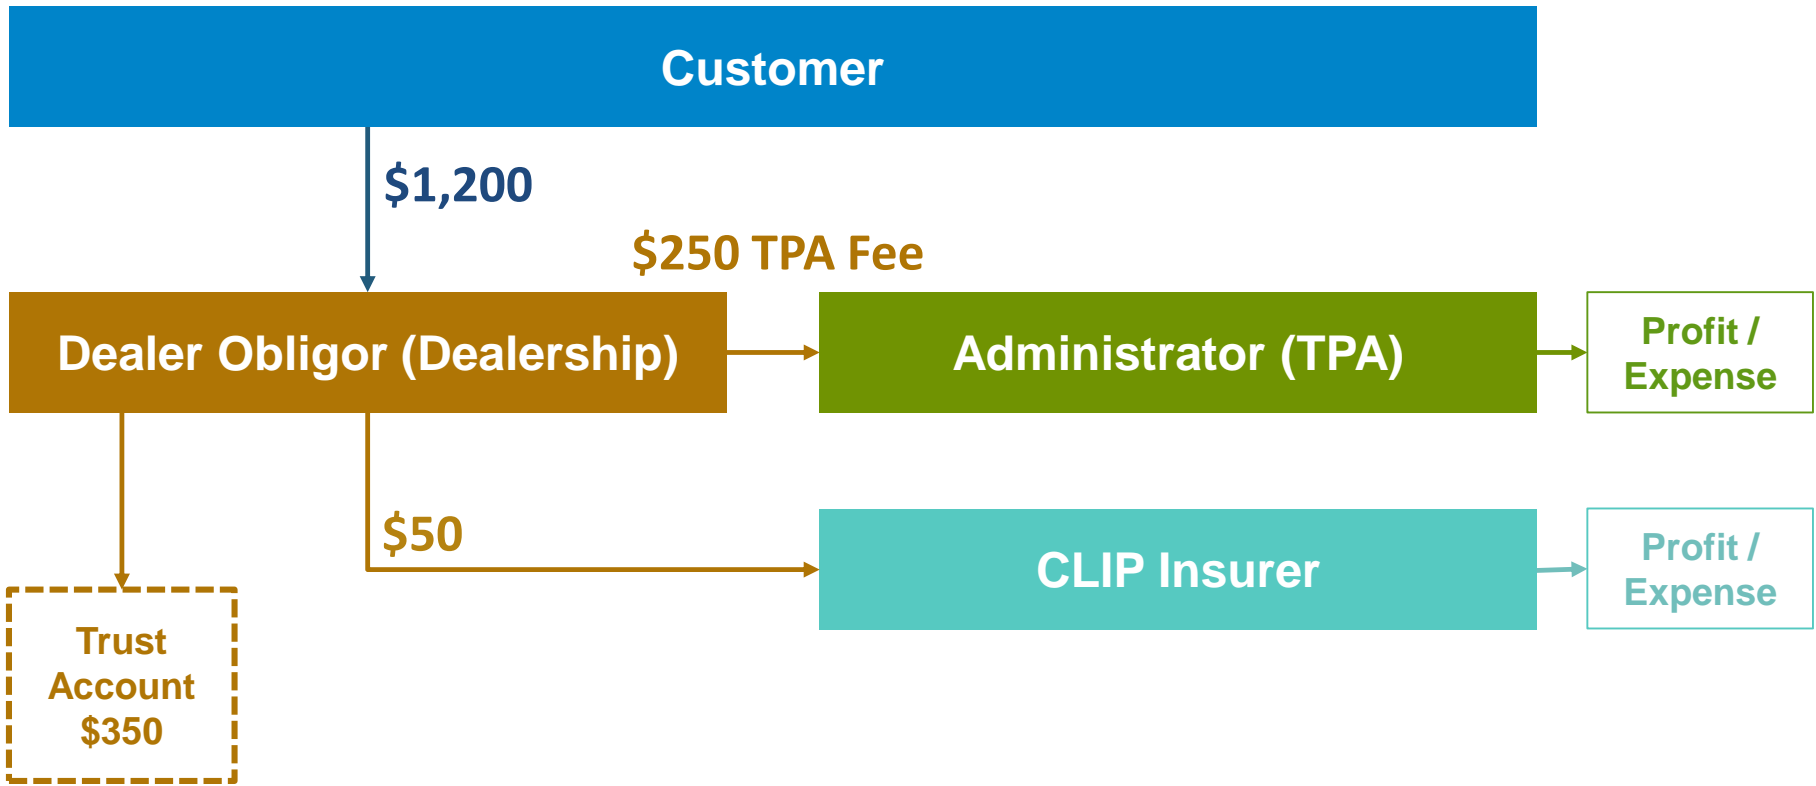 Customer
$1,200
$250 TPA Fee
Dealer Obligor (Dealership)
Administrator (TPA)
Profit /
Expense
$50
CLIP Insurer
Profit /
Expense
Trust
Account
$350